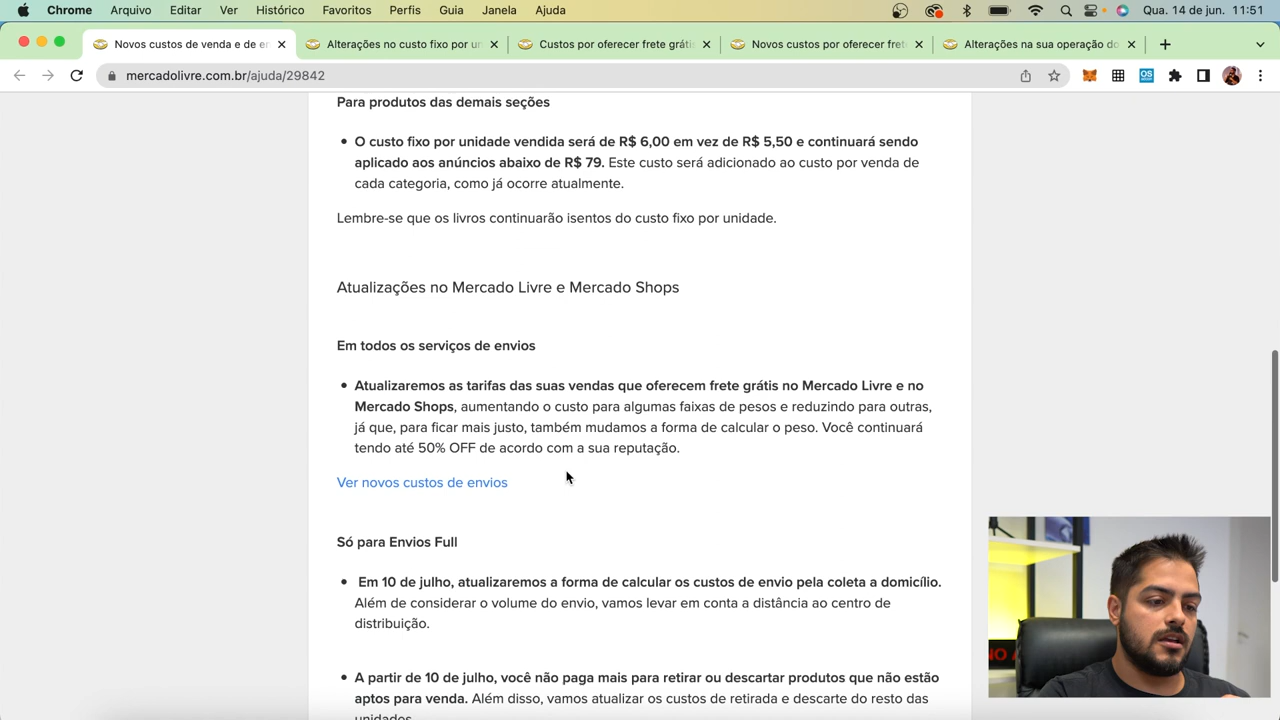 Chrome Arquivo Editar Ver Histórico Favoritos Perfis Guia Janela Ajuda Qua. 14 de jun. 11:51
Novos custos de venda e de en Alterações no custo fixo por un Custos por oferecer frete gráti Novos custos por oferecer fret Alterações na sua operação do
mercadolivre.com.br/ajuda/29842
Para produtos das demais seções
O custo fixo por unidade vendida será de R$ 6,00 em vez de R$ 5,50 e continuará sendo
aplicado aos anúncios abaixo de R$ 79. Este custo será adicionado ao custo por venda de
cada categoria, como já ocorre atualmente.
Lembre-se que os livros continuarão isentos do custo fixo por unidade.
Atualizações no Mercado Livre e Mercado Shops
Em todos os serviços de envios
Atualizaremos as tarifas das suas vendas que oferecem frete grátis no Mercado Livre e no
Mercado Shops, aumentando o custo para algumas faixas de pesos e reduzindo para outras,
já que, para ficar mais justo, também mudamos a forma de calcular o peso. Você continuará
tendo até 50% OFF de acordo com a sua reputação.
Ver novos custos de envios
Só para Envios Full
Em 10 de julho, atualizaremos a forma de calcular os custos de envio pela coleta a domicílio.
Além de considerar o volume do envio, vamos levar em conta a distância ao centro de
distribuição.
A partir de 10 de julho, você não paga mais para retirar ou descartar produtos que não estão
aptos para venda. Além disso, vamos atualizar os custos de retirada e descarte do resto das
unidades.